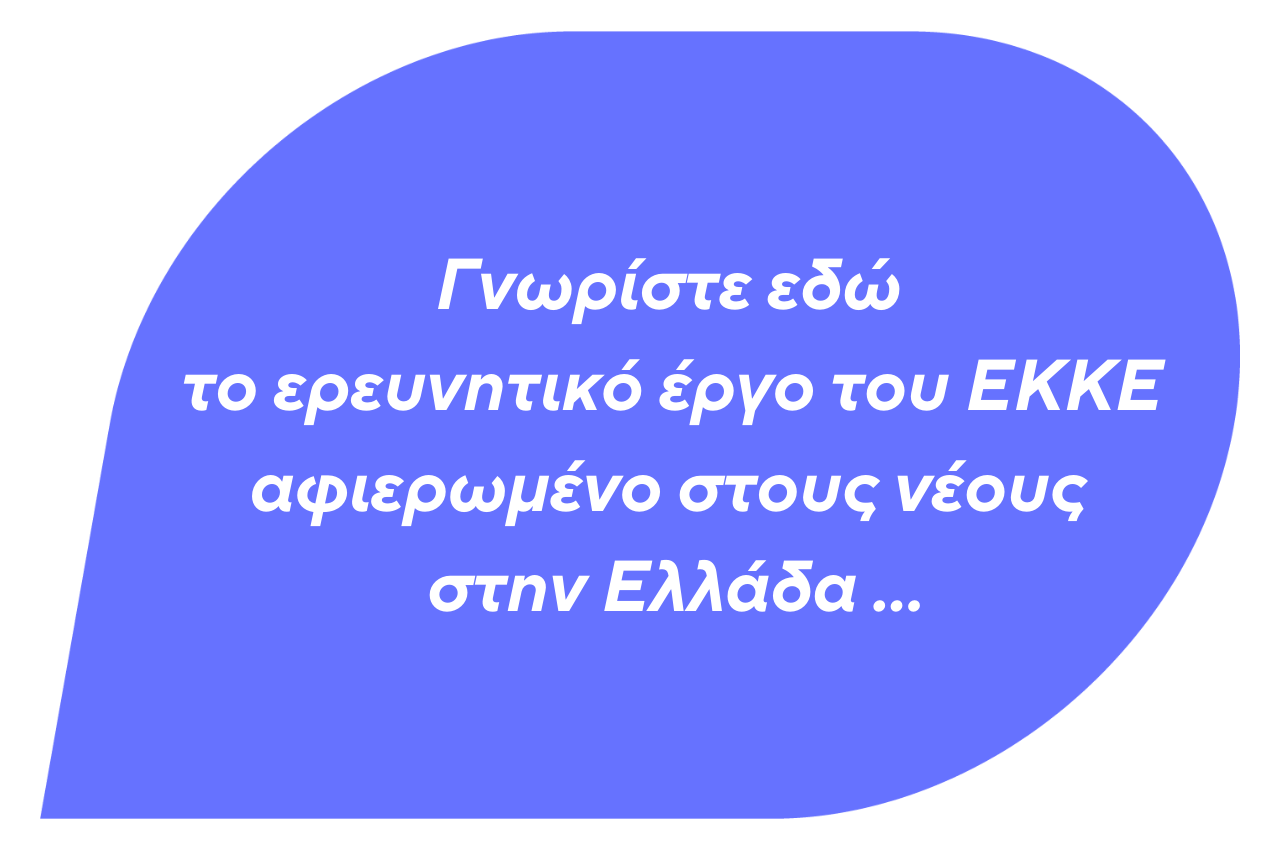 Γνωρίστε εδώ
το ερευνητικό έργο του ΕΚΚΕ
αφιερωμένο στους νέους
στην Ελλάδα ...